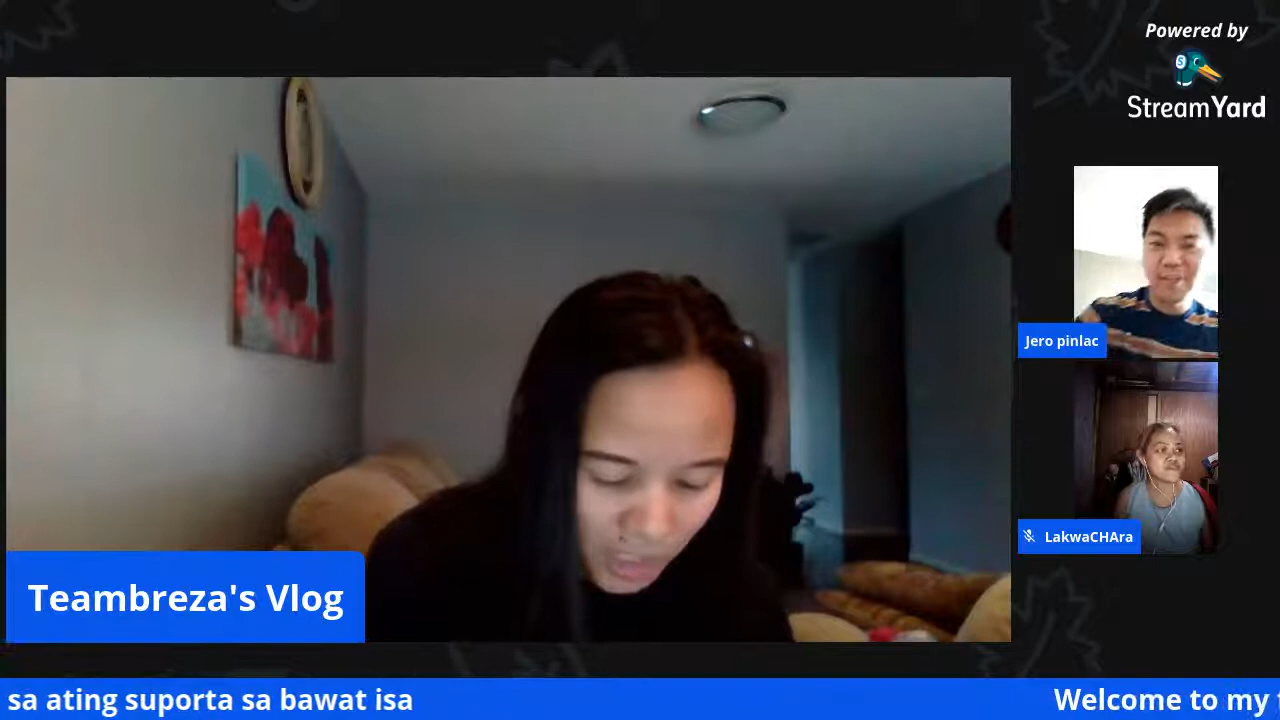 Powered by
StreamYard
Jero pinlac
LakwaCHAra
Teambreza's Vlog
sa ating suporta sa bawat isa
Welcome to my